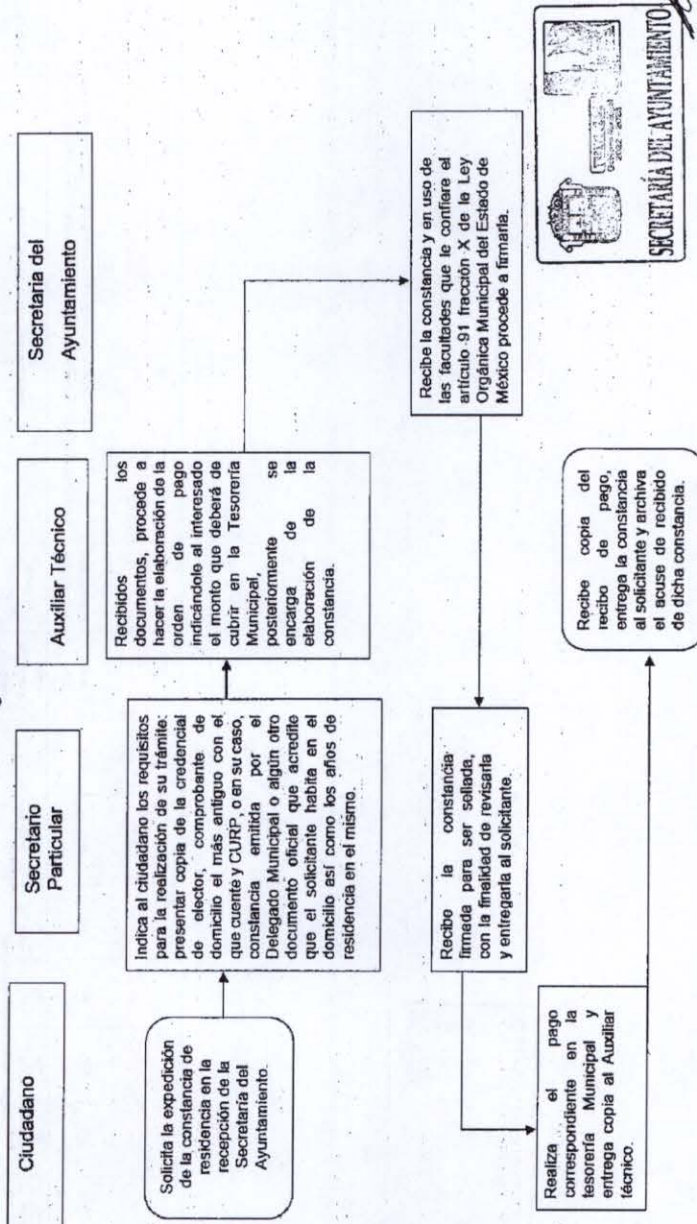 Ciudadano
Secretario
Particular
Auxiliar Técnico
Secretaria del
Ayuntamiento
Solicita la expedición
de la constancia de
residencia en la
recepción de la
Secretaría del
Ayuntamiento.
Indica al ciudadano los requisitos
para la realización de su trámite:
presentar copia de la credencial
de elector, comprobante de
domicilio el más antiguo con el
que cuente y CURP, o en su caso,
constancia emitida por el
Delegado Municipal o algún otro
documento oficial que acredite
que el solicitante habita en el
domicilio así como los años de
residencia en el mismo.
Recibidos los
documentos, procede a
hacer la elaboración de la
orden de pago
indicándole al interesado
el monto que deberá de
cubrir en la Tesorería
Municipal,
posteriormente se
encarga de la
elaboración de la
constancia.
Recibe la constancia y en uso de
las facultades que le confiere el
artículo 91 fracción X de la Ley
Orgánica Municipal del Estado de
México procede a firmarla.
Recibe la constancia
firmada para ser sellada,
con la finalidad de revisarla
y entregarla al solicitante.
Realiza el pago
correspondiente en la
tesorería Municipal y
entrega copia al Auxiliar
técnico.
Recibe copia del
recibo de pago,
entrega la constancia
al solicitante y archiva
el acuse de recibido
de dicha constancia.
2022 - 2024
SECRETARÍA DEL AYUNTAMIENTO